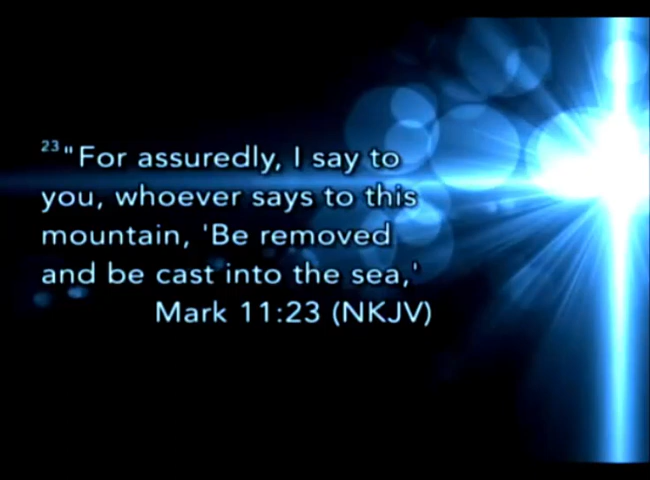 23"For assuredly, I say to
you, whoever says to this
mountain, 'Be removed
and be cast into the sea,'
Mark 11:23 (NKJV)